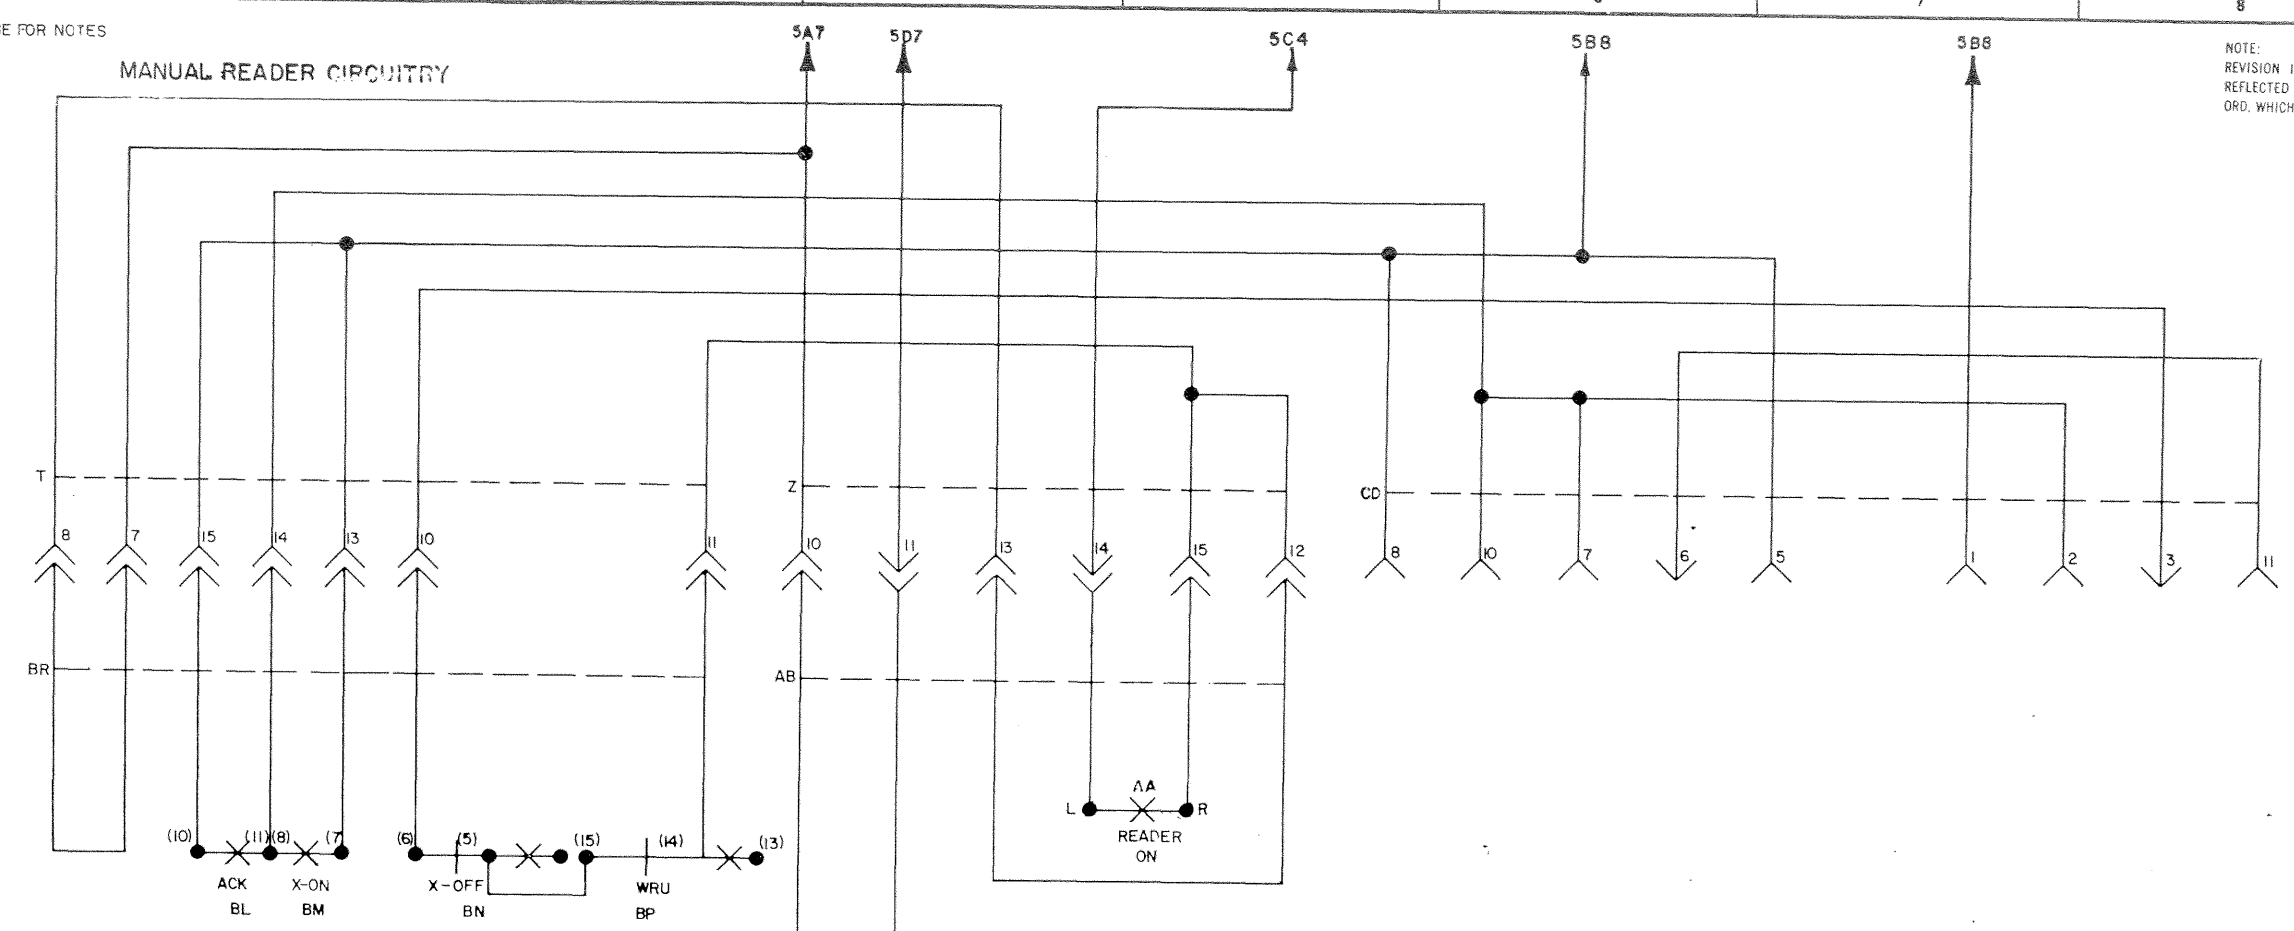 8
5A7
5D7
5C4
5B8
5B8
FOR NOTES
MANUAL READER CIRCUITRY
NOTE:
REVISION
REFLECTED
ORD, WHICH
T
Z
CD
8
7
15
14
13
10
11
10
11
13
14
15
12
8
10
7
6
5
1
2
3
11
BR
AB
AA
L
R
READER
ON
(10)
(11)
(8)
(7)
(6)
(5)
(15)
(14)
(13)
ACK
X-ON
X-OFF
WRU
BL
BM
BN
BP